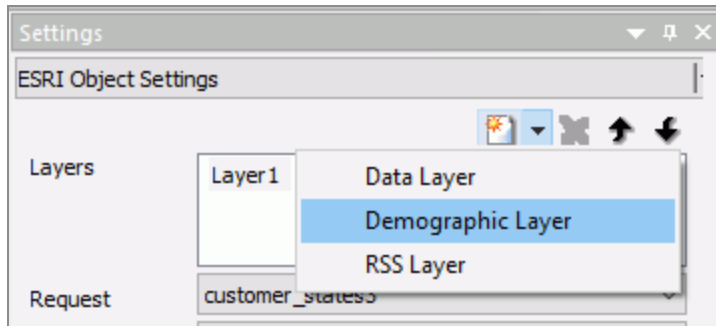 Settings
ESRI Object Settings
Layers
Layer1
Data Layer
Demographic Layer
RSS Layer
Request
customer_states3